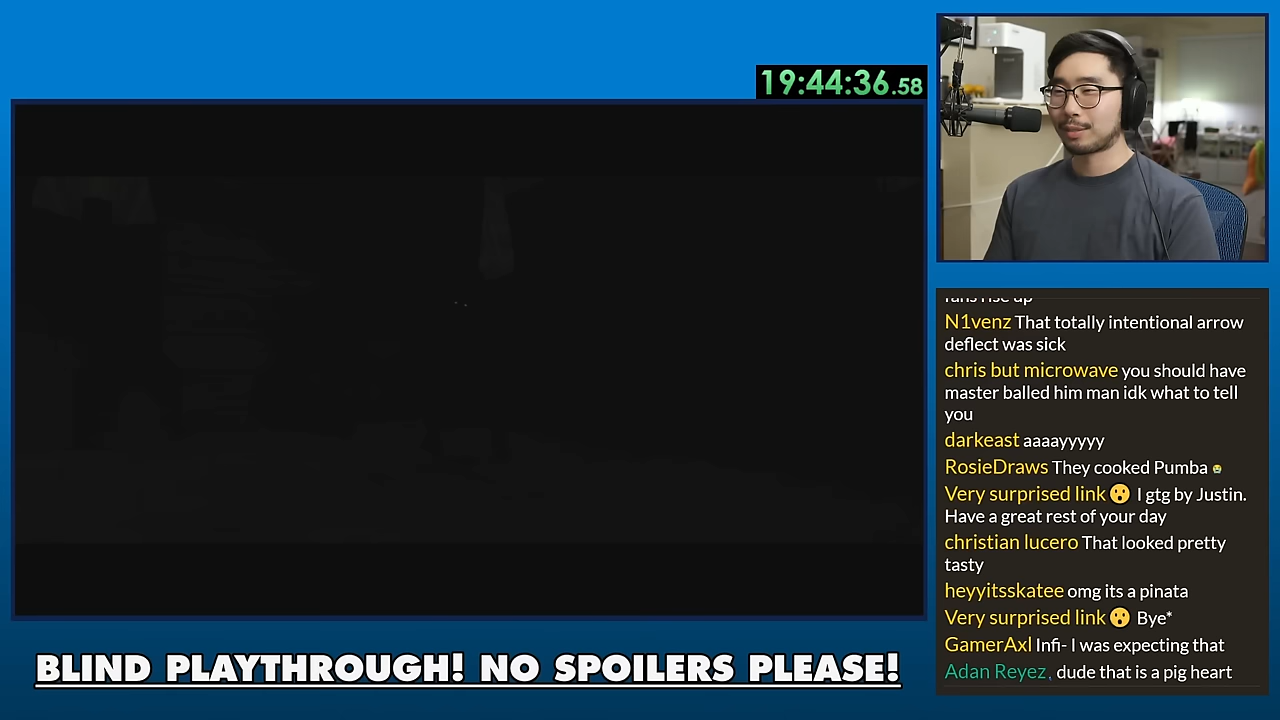 19:44:36.58
fans rise up
N1venz That totally intentional arrow
deflect was sick
chris but microwave you should have
master balled him man idk what to tell
you
darkeast aaaayyyyy
RosieDraws They cooked Pumba 😭
Very surprised link 😮 I gtg by Justin.
Have a great rest of your day
christian lucero That looked pretty
tasty
heyyitsskatee omg its a pinata
Very surprised link 😮 Bye*
GamerAxl Infi- I was expecting that
Adan Reyez, dude that is a pig heart
BLIND PLAYTHROUGH! NO SPOILERS PLEASE!